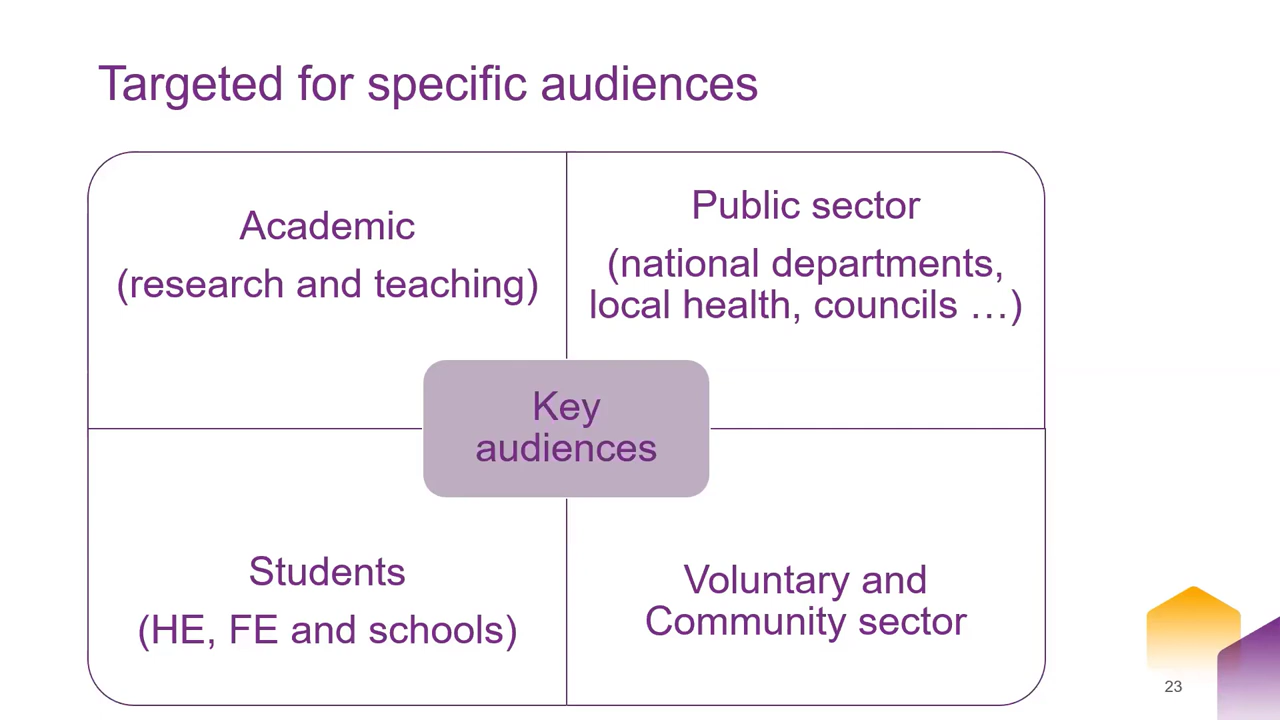 Targeted for specific audiences
Academic
(research and teaching)
Public sector
(national departments,
local health, councils …)
Key
audiences
Students
(HE, FE and schools)
Voluntary and
Community sector
23